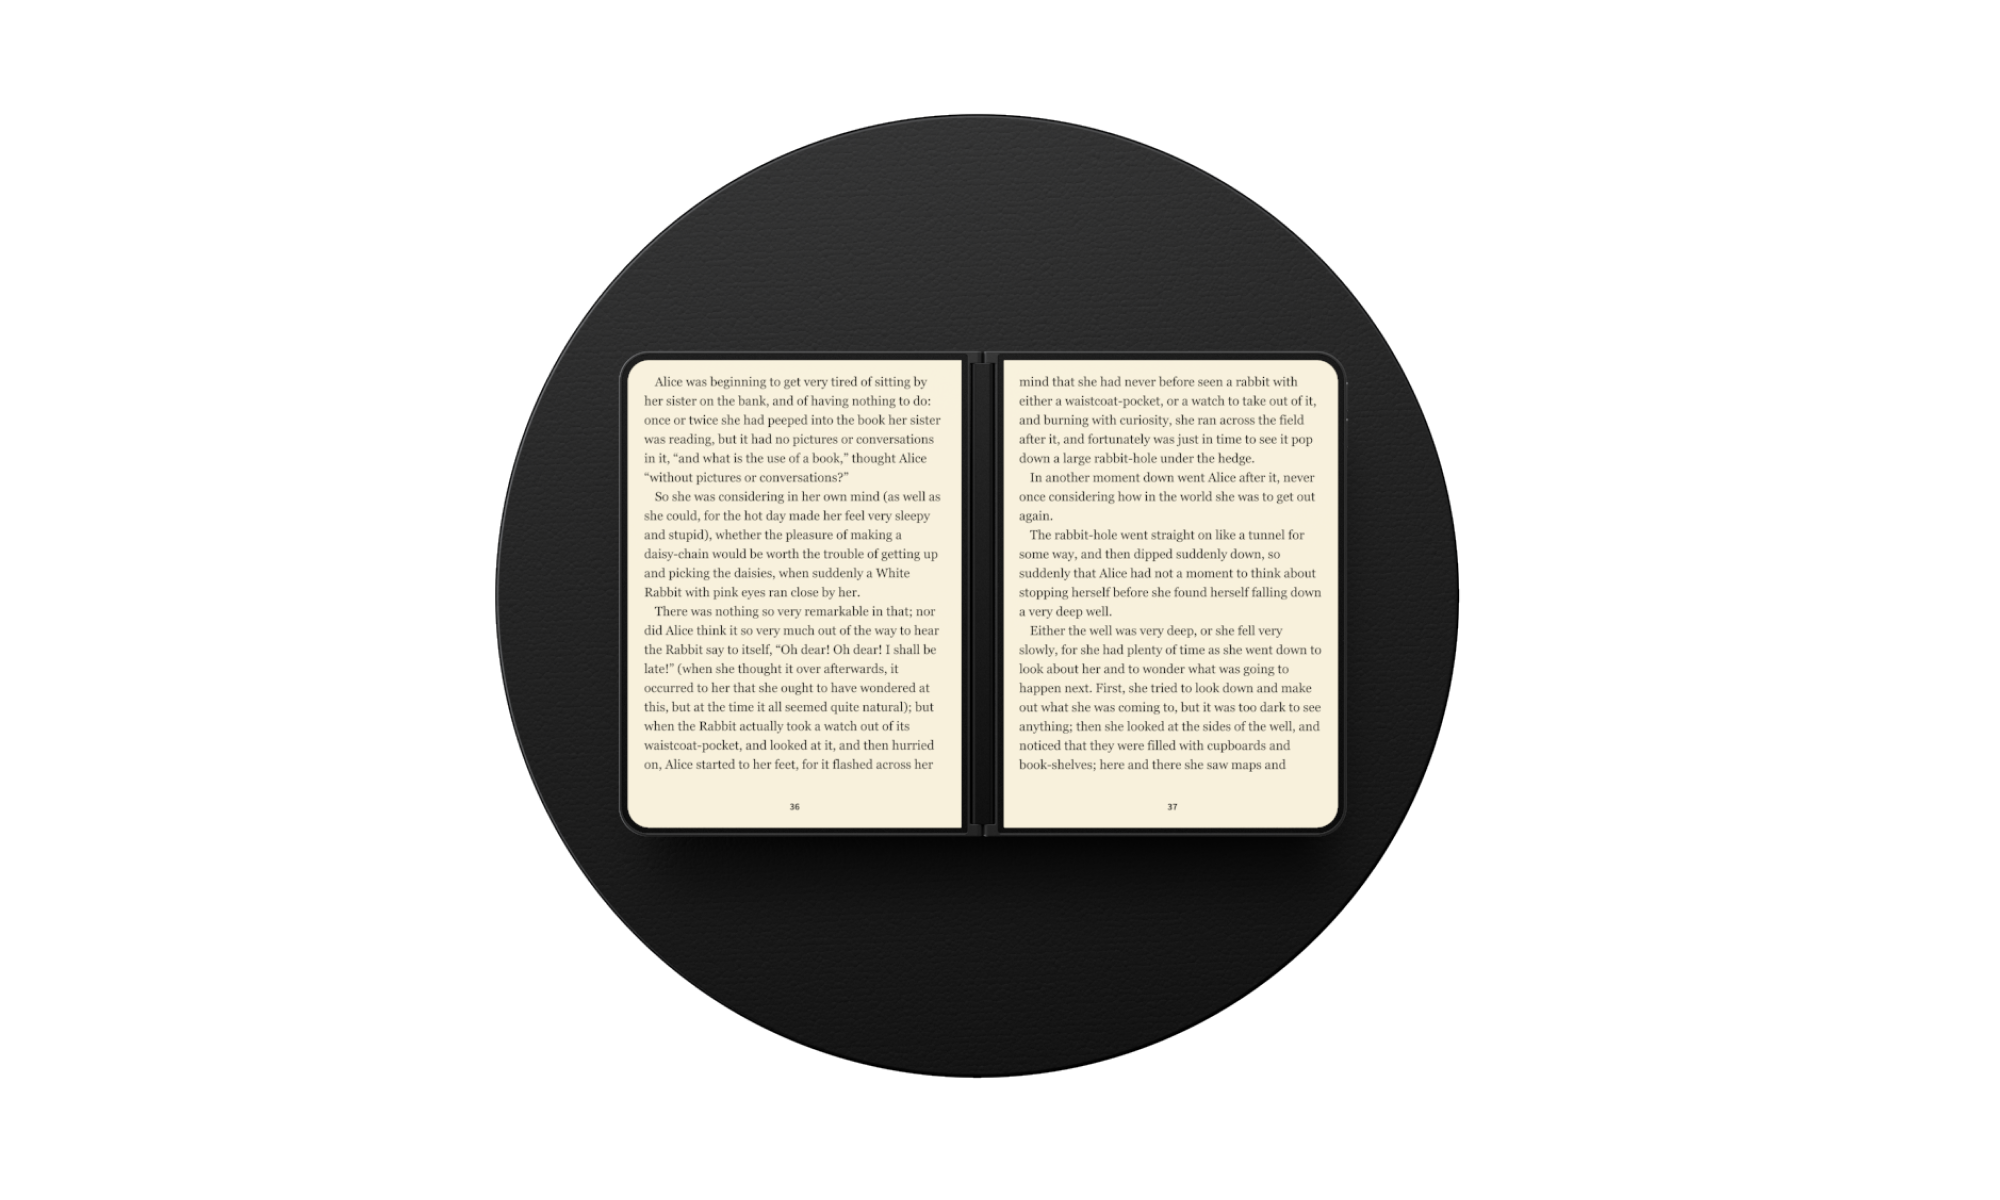 Alice was beginning to get very tired of sitting by
her sister on the bank, and of having nothing to do:
once or twice she had peeped into the book her sister
was reading, but it had no pictures or conversations
in it, “and what is the use of a book,” thought Alice
“without pictures or conversations?”
So she was considering in her own mind (as well as
she could, for the hot day made her feel very sleepy
and stupid), whether the pleasure of making a
daisy-chain would be worth the trouble of getting up
and picking the daisies, when suddenly a White
Rabbit with pink eyes ran close by her.
There was nothing so very remarkable in that; nor
did Alice think it so very much out of the way to hear
the Rabbit say to itself, “Oh dear! Oh dear! I shall be
late!” (when she thought it over afterwards, it
occurred to her that she ought to have wondered at
this, but at the time it all seemed quite natural); but
when the Rabbit actually took a watch out of its
waistcoat-pocket, and looked at it, and then hurried
on, Alice started to her feet, for it flashed across her
36
mind that she had never before seen a rabbit with
either a waistcoat-pocket, or a watch to take out of it,
and burning with curiosity, she ran across the field
after it, and fortunately was just in time to see it pop
down a large rabbit-hole under the hedge.
In another moment down went Alice after it, never
once considering how in the world she was to get out
again.
The rabbit-hole went straight on like a tunnel for
some way, and then dipped suddenly down, so
suddenly that Alice had not a moment to think about
stopping herself before she found herself falling down
a very deep well.
Either the well was very deep, or she fell very
slowly, for she had plenty of time as she went down to
look about her and to wonder what was going to
happen next. First, she tried to look down and make
out what she was coming to, but it was too dark to see
anything; then she looked at the sides of the well, and
noticed that they were filled with cupboards and
book-shelves; here and there she saw maps and
37